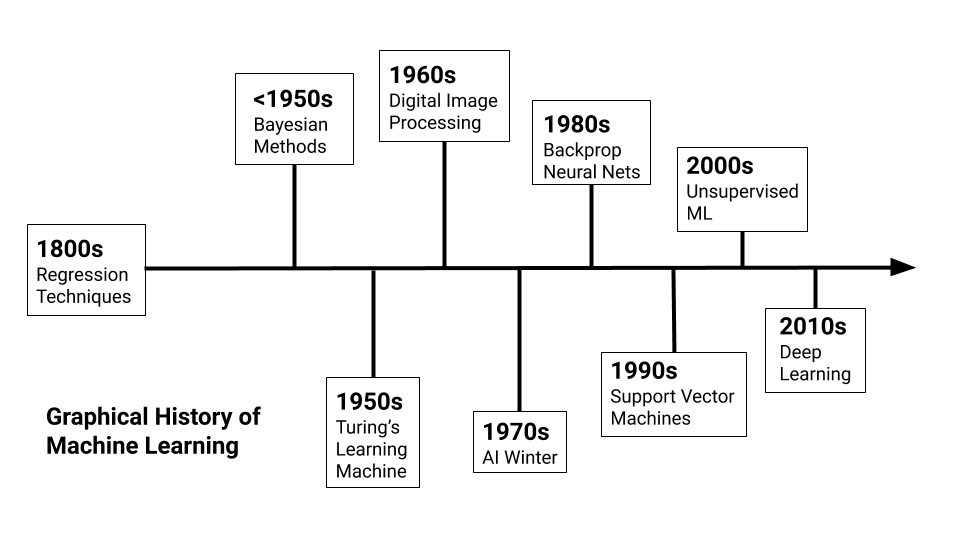 1800s
Regression
Techniques
<1950s
Bayesian
Methods
1950s
Turing's
Learning
Machine
1960s
Digital Image
Processing
1970s
AI Winter
1980s
Backprop
Neural Nets
1990s
Support Vector
Machines
2000s
Unsupervised
ML
2010s
Deep
Learning
Graphical History of
Machine Learning